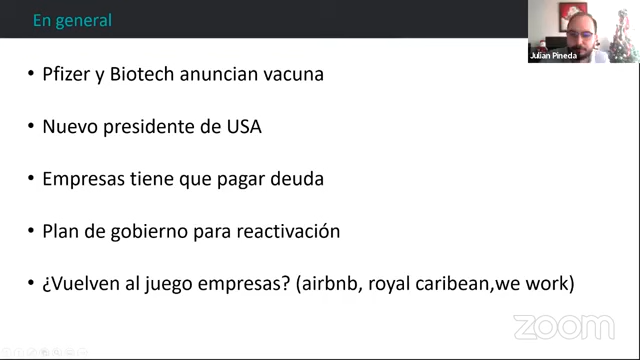 En general
Julian Pineda
• Pfizer y Biotech anuncian vacuna
• Nuevo presidente de USA
• Empresas tiene que pagar deuda
• Plan de gobierno para reactivación
• ¿Vuelven al juego empresas? (airbnb, royal caribean,we work)
zoom